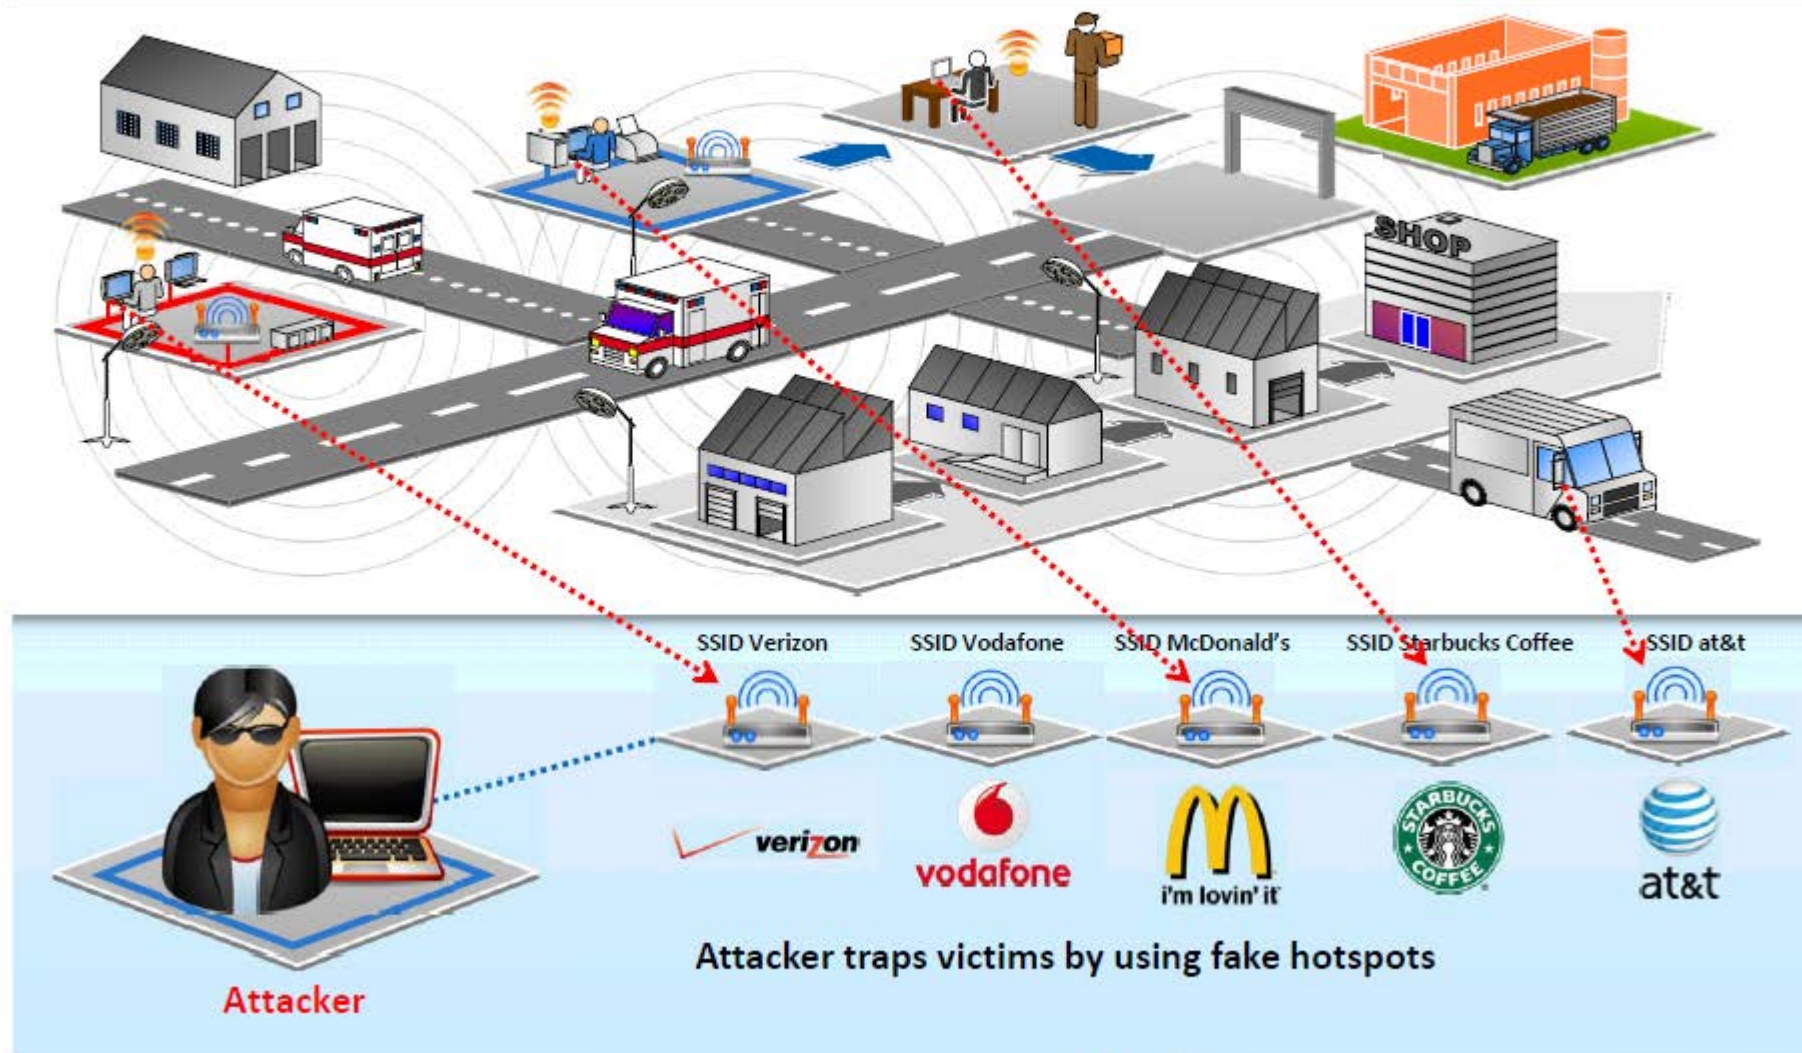 SHOP
SSID Verizon
SSID Vodafone
SSID McDonald's
SSID Starbucks Coffee
SSID at&t
verizon
vodafone
i'm lovin' it
STARBUCKS
COFFEE
at&t
Attacker traps victims by using fake hotspots
Attacker